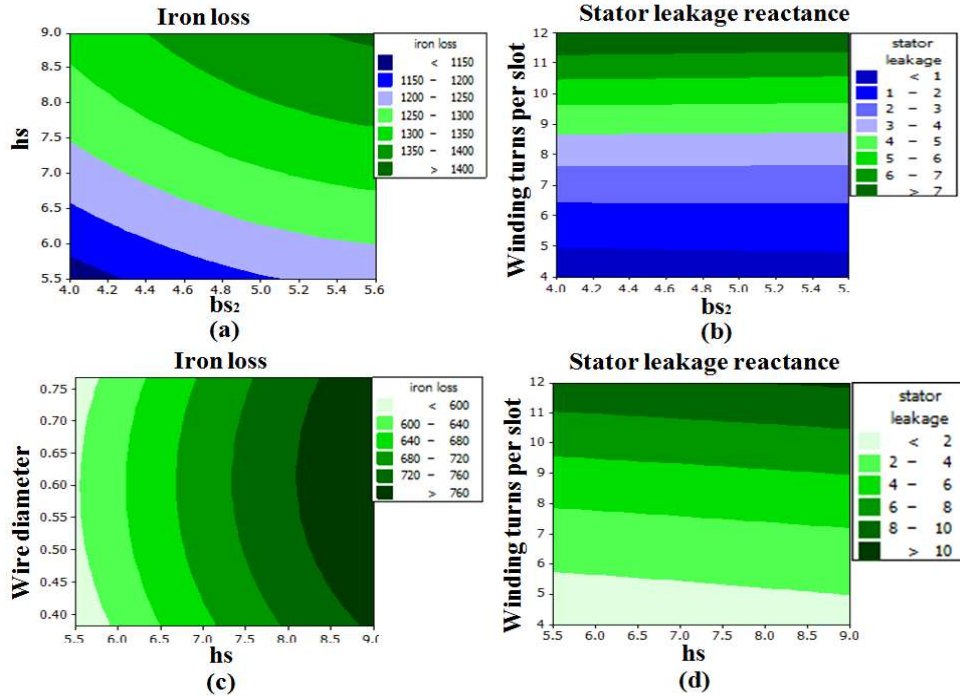 Iron loss
hs
9.0
8.5
8.0
7.5
7.0
6.5
6.0
5.5
4.0 4.2 4.4 4.6 4.8 5.0 5.2 5.4 5.6
bs₂
(a)
iron loss
< 1150
1150 – 1200
1200 – 1250
1250 – 1300
1300 – 1350
1350 – 1400
> 1400
Stator leakage reactance
Winding turns per slot
12
11
10
9
8
7
6
5
4
4.0 4.2 4.4 4.6 4.8 5.0 5.2 5.4 5.
bs₂
(b)
stator
leakage
< 1
1 – 2
2 – 3
3 – 4
4 – 5
5 – 6
6 – 7
> 7
Iron loss
Wire diameter
0.75
0.70
0.65
0.60
0.55
0.50
0.45
0.40
5.5 6.0 6.5 7.0 7.5 8.0 8.5 9.0
hs
(c)
iron loss
< 600
600 – 640
640 – 680
680 – 720
720 – 760
> 760
Stator leakage reactance
Winding turns per slot
12
11
10
9
8
7
6
5
4
5.5 6.0 6.5 7.0 7.5 8.0 8.5 9.0
hs
(d)
stator
leakage
< 2
2 – 4
4 – 6
6 – 8
8 – 10
> 10